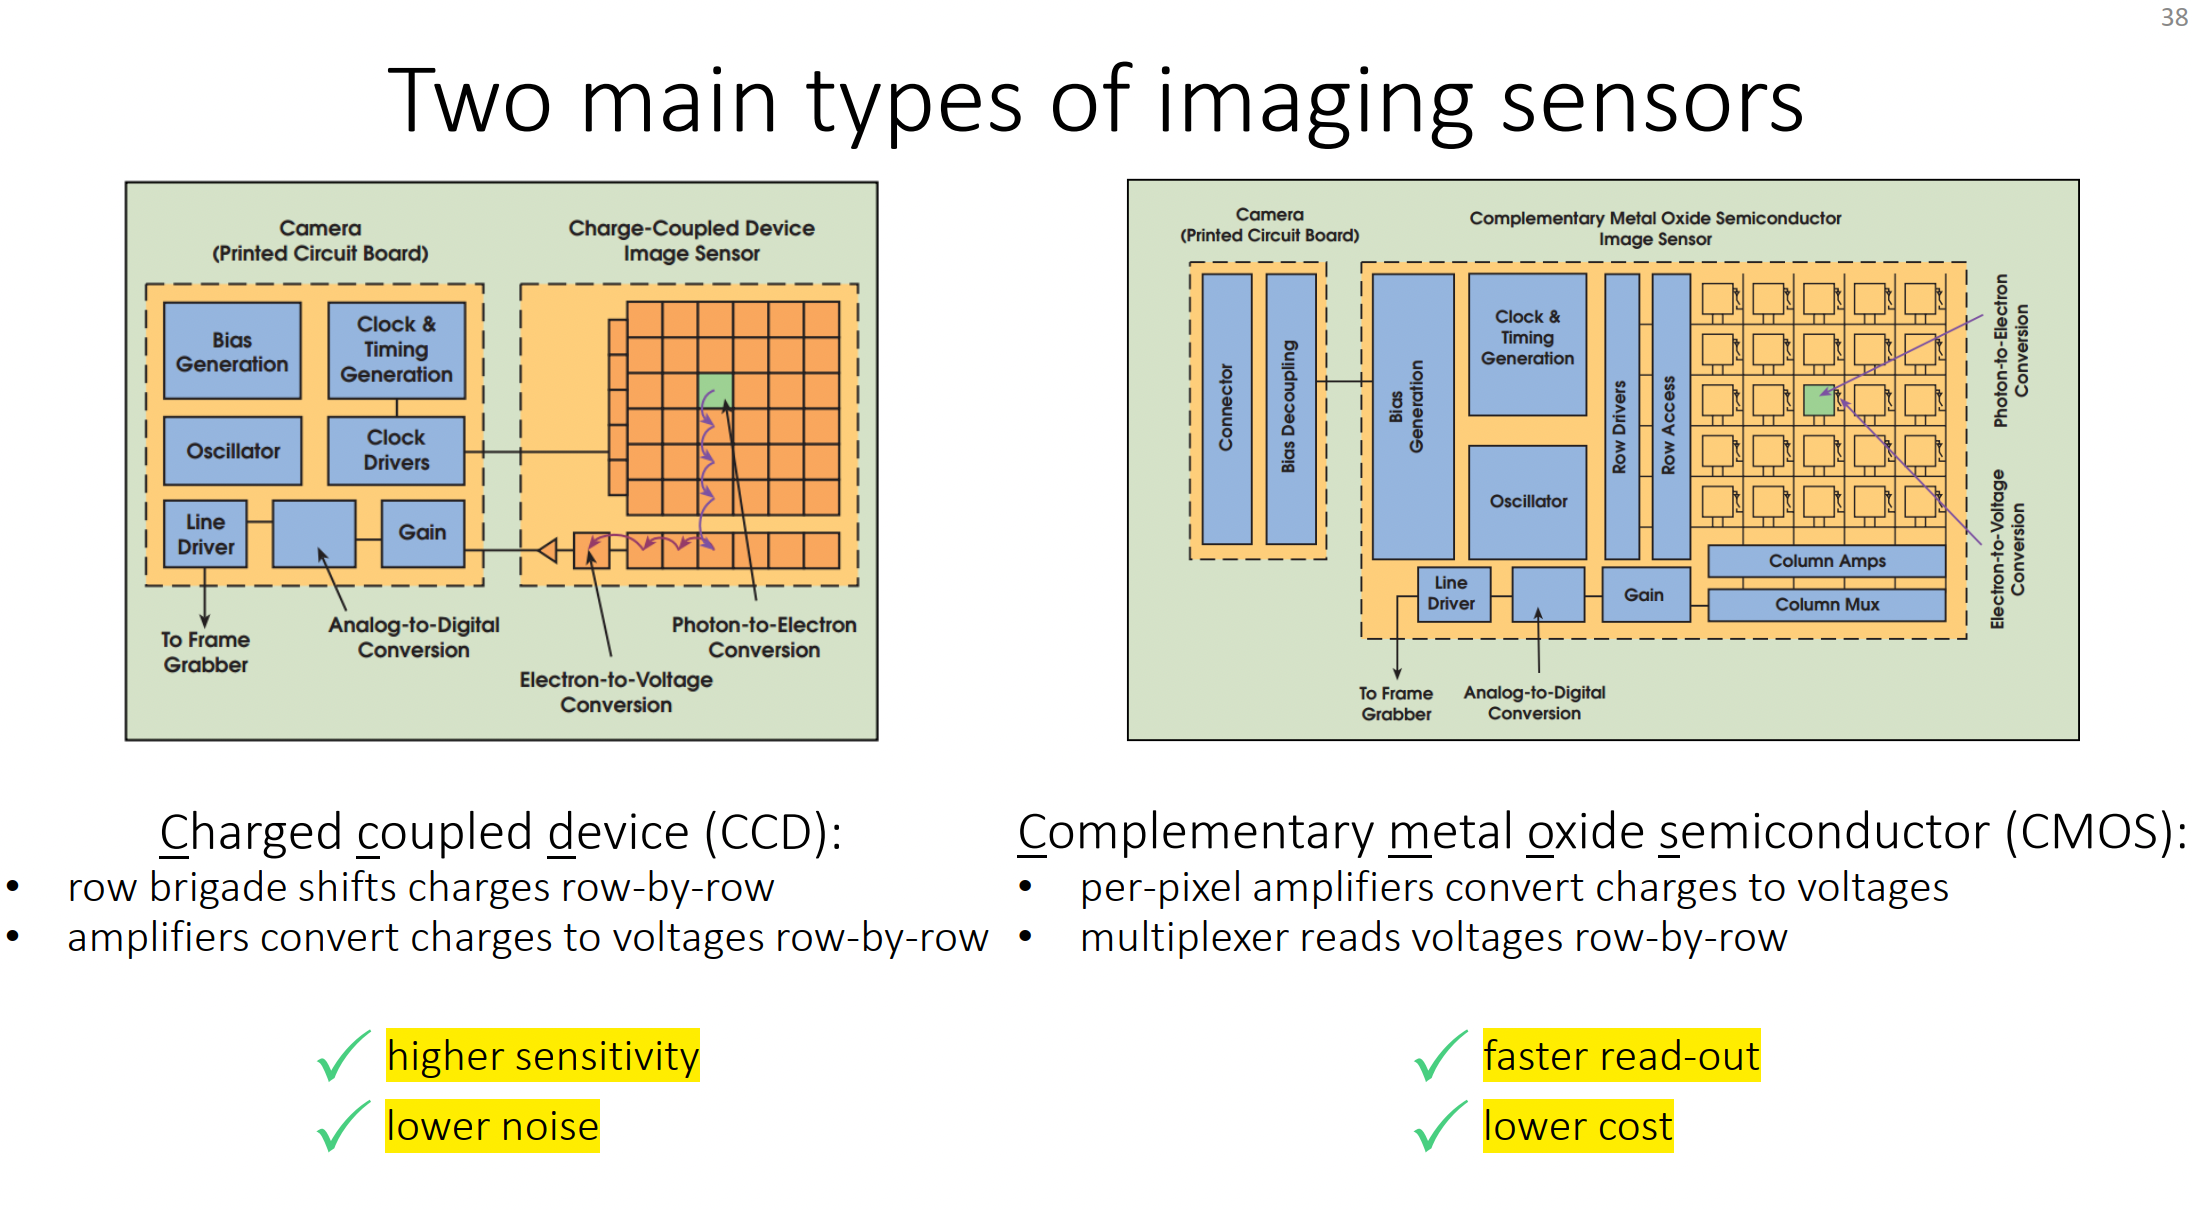 38
Two main types of imaging sensors
Camera
(Printed Circuit Board)
Charge-Coupled Device
Image Sensor
Bias
Generation
Clock &
Timing
Generation
Oscillator
Clock
Drivers
Line
Driver
Gain
To Frame
Grabber
Analog-to-Digital
Conversion
Electron-to-Voltage
Conversion
Photon-to-Electron
Conversion
Camera
(Printed Circuit Board)
Complementary Metal Oxide Semiconductor
Image Sensor
Connector
Bias Decoupling
Bias
Generation
Clock &
Timing
Generation
Oscillator
Row Drivers
Row Access
Column Amps
Column Mux
Line
Driver
Gain
To Frame
Grabber
Analog-to-Digital
Conversion
Photon-to-Electron
Conversion
Electron-to-Voltage
Conversion
Charged coupled device (CCD):
• row brigade shifts charges row-by-row
• amplifiers convert charges to voltages row-by-row
higher sensitivity
lower noise
Complementary metal oxide semiconductor (CMOS):
• per-pixel amplifiers convert charges to voltages
• multiplexer reads voltages row-by-row
faster read-out
lower cost